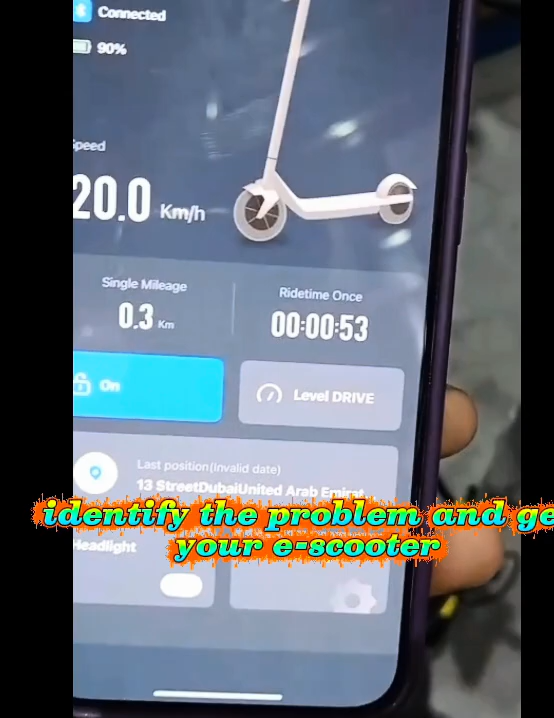 Connected
90%
peed
20.0 Km/h
Single Mileage
Ridetime Once
0.3 Km
00:00:53
On
Level DRIVE
Last position(Invalid date)
13 StreetDubaiUnited Arab Emirat
identify the problem and ge
your e-scooter
Headlight